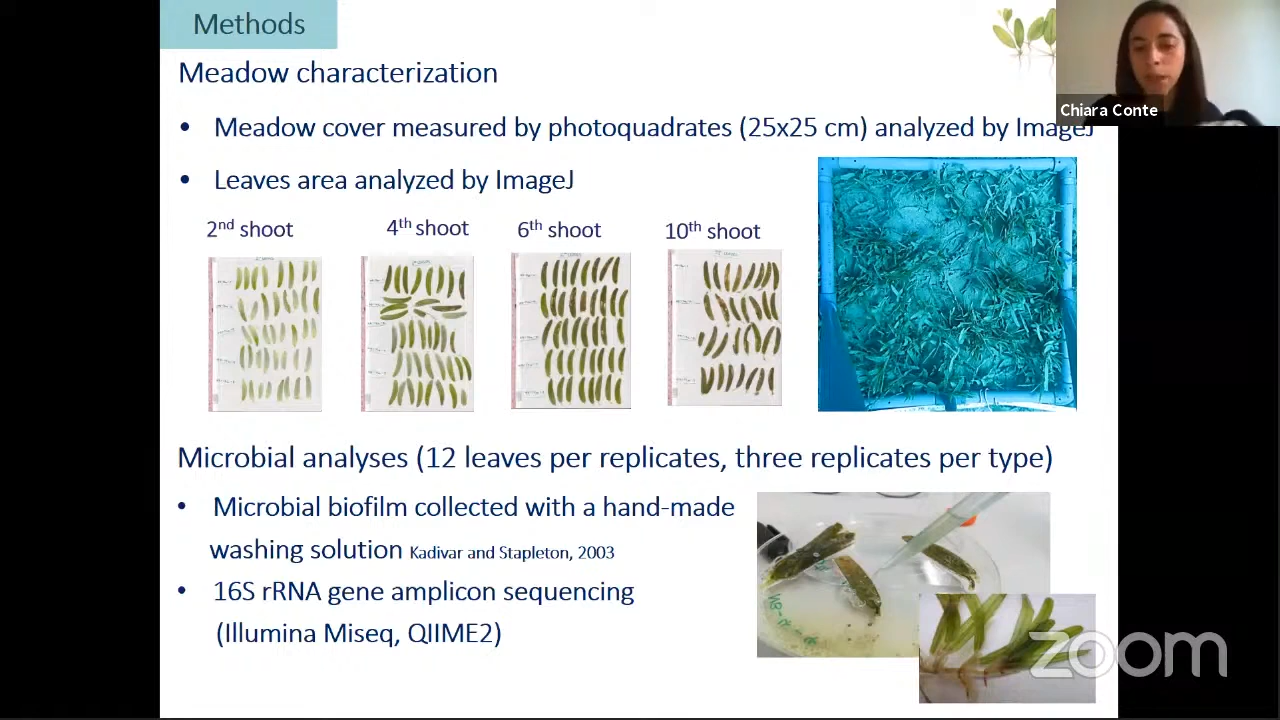 Methods
Meadow characterization
• Meadow cover measured by photoquadrates (25x25 cm) analyzed by ImageJ
• Leaves area analyzed by ImageJ
2nd shoot
4th shoot
6th shoot
10th shoot
Microbial analyses (12 leaves per replicates, three replicates per type)
• Microbial biofilm collected with a hand-made
washing solution Kadivar and Stapleton, 2003
• 16S rRNA gene amplicon sequencing
(Illumina Miseq, QIIME2)
Chiara Conte
zoom